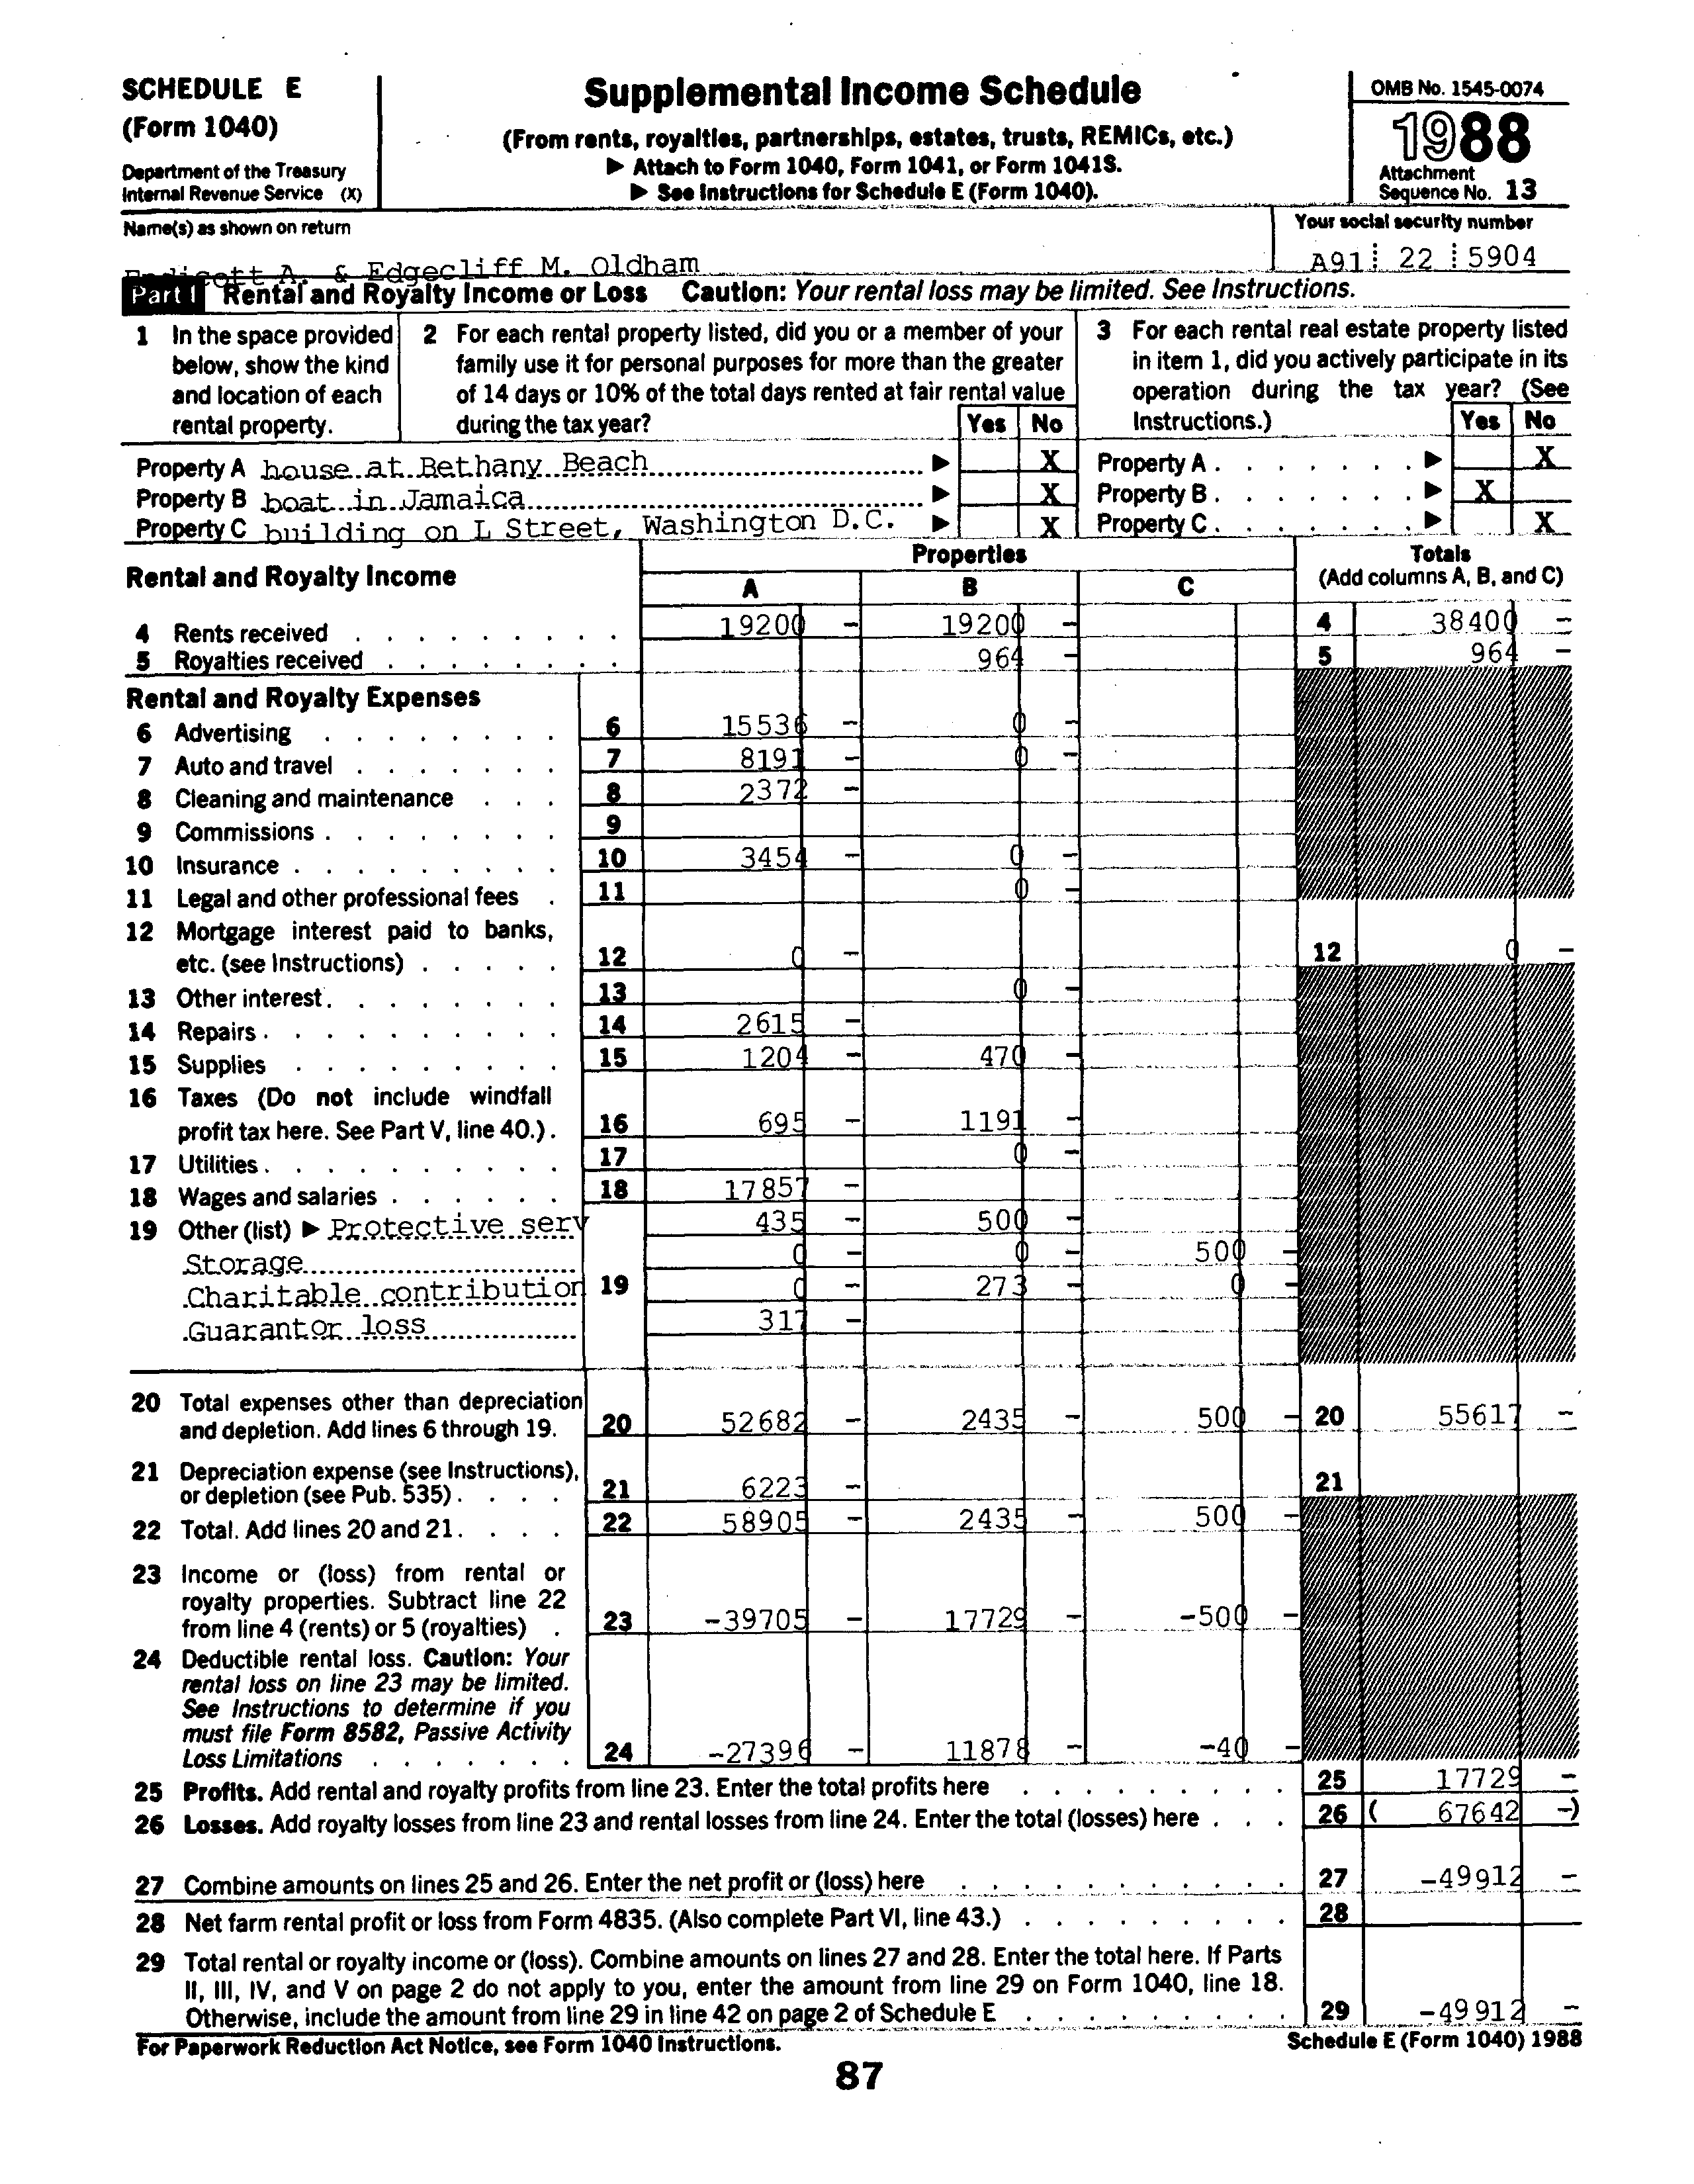 SCHEDULE E
(Form 1040)
Department of the Treasury
Internal Revenue Service (X)
Supplemental Income Schedule
(From rents, royalties, partnerships, estates, trusts, REMICs, etc.)
▶ Attach to Form 1040, Form 1041, or Form 1041S.
▶ See Instructions for Schedule E (Form 1040).
OMB No. 1545-0074
1988
Attachment
Sequence No. 13
Name(s) as shown on return
Endicott A. & Edgecliff M. Oldham
Your social security number
A91 22 5904
Part I Rental and Royalty Income or Loss Caution: Your rental loss may be limited. See Instructions.
1 In the space provided
below, show the kind
and location of each
rental property.
2 For each rental property listed, did you or a member of your
family use it for personal purposes for more than the greater
of 14 days or 10% of the total days rented at fair rental value
during the tax year? Yes No
3 For each rental real estate property listed
in item 1, did you actively participate in its
operation during the tax year? (See
Instructions.) Yes No
Property A house at Bethany Beach ▶ X Property A . . . . . . . ▶ X
Property B boat in Jamaica ▶ X Property B . . . . . . . ▶ X
Property C building on L Street, Washington D.C. ▶ X Property C . . . . . . . ▶ X
Rental and Royalty Income
Properties
A B C
Totals
(Add columns A, B, and C)
4 Rents received . . . . . . . . . 19200 - 19200 - 4 38400 -
5 Royalties received . . . . . . . . 964 - 5 964 -
Rental and Royalty Expenses
6 Advertising . . . . . . . . 6 15536 - 0 -
7 Auto and travel . . . . . . . 7 8191 - 0 -
8 Cleaning and maintenance . . . 8 2372 -
9 Commissions . . . . . . . . 9
10 Insurance . . . . . . . . . 10 3454 - 0 -
11 Legal and other professional fees . 11 0 -
12 Mortgage interest paid to banks,
etc. (see Instructions) . . . . . 12 0 - 12 0 -
13 Other interest . . . . . . . . 13 0 -
14 Repairs . . . . . . . . . . 14 2615 -
15 Supplies . . . . . . . . . 15 1204 - 470 -
16 Taxes (Do not include windfall
profit tax here. See Part V, line 40.) . 16 695 - 1191 -
17 Utilities . . . . . . . . . . 17 0 -
18 Wages and salaries . . . . . . 18 17857 -
19 Other (list) ▶ Protective serv 435 - 500 -
Storage 0 - 0 - 500 -
Charitable contribution 19 0 - 273 - 0
Guarantor loss 317 -
20 Total expenses other than depreciation
and depletion. Add lines 6 through 19. 20 52682 - 2435 - 500 - 20 55617 -
21 Depreciation expense (see Instructions),
or depletion (see Pub. 535) . . . . 21 6223 - 21
22 Total. Add lines 20 and 21 . . . . 22 58905 - 2435 - 500 -
23 Income or (loss) from rental or
royalty properties. Subtract line 22
from line 4 (rents) or 5 (royalties) . 23 -39705 - 17729 - -500 -
24 Deductible rental loss. Caution: Your
rental loss on line 23 may be limited.
See Instructions to determine if you
must file Form 8582, Passive Activity
Loss Limitations . . . . . . . 24 -27396 - 11878 - -40 -
25 Profits. Add rental and royalty profits from line 23. Enter the total profits here . . . . . . . . . 25 17729 -
26 Losses. Add royalty losses from line 23 and rental losses from line 24. Enter the total (losses) here . . . 26 ( 67642 -)
27 Combine amounts on lines 25 and 26. Enter the net profit or (loss) here . . . . . . . . . . . 27 -49912 -
28 Net farm rental profit or loss from Form 4835. (Also complete Part VI, line 43.) . . . . . . . . . 28
29 Total rental or royalty income or (loss). Combine amounts on lines 27 and 28. Enter the total here. If Parts
II, III, IV, and V on page 2 do not apply to you, enter the amount from line 29 on Form 1040, line 18.
Otherwise, include the amount from line 29 in line 42 on page 2 of Schedule E . . . . . . . . . 29 -49912 -
For Paperwork Reduction Act Notice, see Form 1040 Instructions.
Schedule E (Form 1040) 1988
87